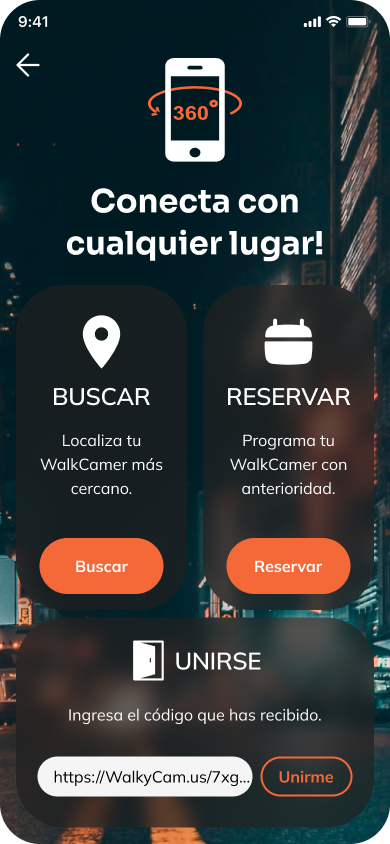 9:41
360°
Conecta con
cualquier lugar!
BUSCAR
Localiza tu
WalkCamer más
cercano.
Buscar
RESERVAR
Programa tu
WalkCamer con
anterioridad.
Reservar
UNIRSE
Ingresa el código que has recibido.
https://WalkyCam.us/7xg...
Unirme